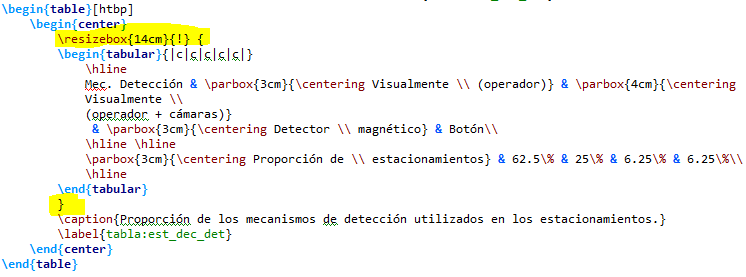 \begin{table}[htbp]
\begin{center}
\resizebox{14cm}{!} {
\begin{tabular}{|c|c|c|c|c|}
\hline
Mec. Detección & \parbox{3cm}{\centering Visualmente \\ (operador)} & \parbox{4cm}{\centering
Visualmente \\
(operador + cámaras)}
& \parbox{3cm}{\centering Detector \\ magnético} & Botón\\
\hline \hline
\parbox{3cm}{\centering Proporción de \\ estacionamientos} & 62.5\% & 25\% & 6.25\% & 6.25\%\\
\hline
\end{tabular}
}
\caption{Proporción de los mecanismos de detección utilizados en los estacionamientos.}
\label{tabla:est_dec_det}
\end{center}
\end{table}